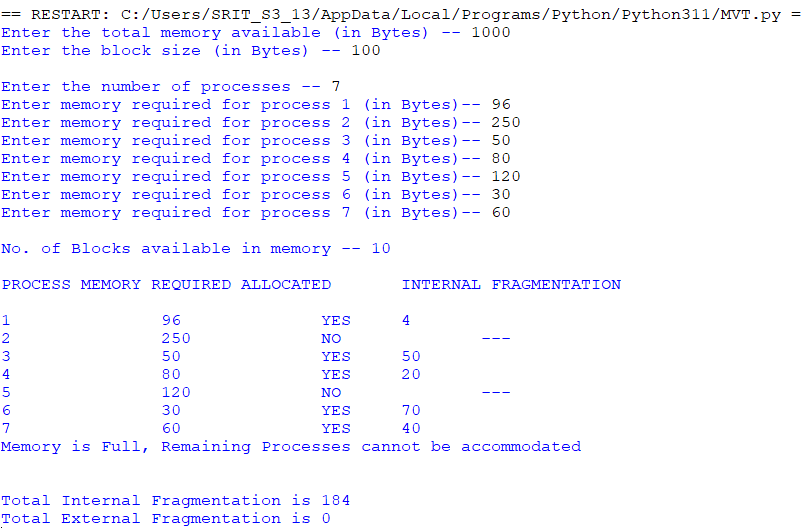 == RESTART: C:/Users/SRIT_S3_13/AppData/Local/Programs/Python/Python311/MVT.py =
Enter the total memory available (in Bytes) -- 1000
Enter the block size (in Bytes) -- 100
Enter the number of processes -- 7
Enter memory required for process 1 (in Bytes)-- 96
Enter memory required for process 2 (in Bytes)-- 250
Enter memory required for process 3 (in Bytes)-- 50
Enter memory required for process 4 (in Bytes)-- 80
Enter memory required for process 5 (in Bytes)-- 120
Enter memory required for process 6 (in Bytes)-- 30
Enter memory required for process 7 (in Bytes)-- 60
No. of Blocks available in memory -- 10
PROCESS MEMORY REQUIRED ALLOCATED       INTERNAL FRAGMENTATION
1               96              YES     4
2               250             NO              ---
3               50              YES     50
4               80              YES     20
5               120             NO              ---
6               30              YES     70
7               60              YES     40
Memory is Full, Remaining Processes cannot be accommodated
Total Internal Fragmentation is 184
Total External Fragmentation is 0